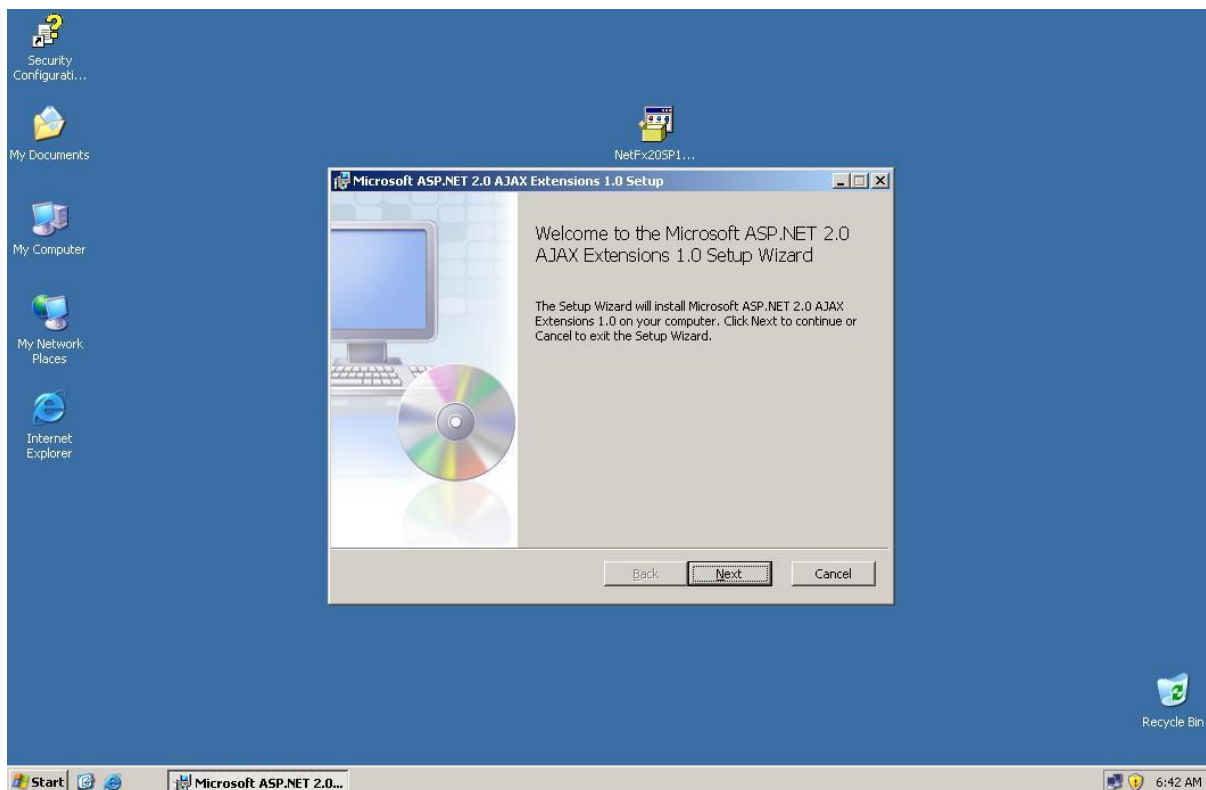 Security
Configurati...
My Documents
My Computer
My Network
Places
Internet
Explorer
NetFx20SP1...
Microsoft ASP.NET 2.0 AJAX Extensions 1.0 Setup
Welcome to the Microsoft ASP.NET 2.0
AJAX Extensions 1.0 Setup Wizard
The Setup Wizard will install Microsoft ASP.NET 2.0 AJAX
Extensions 1.0 on your computer. Click Next to continue or
Cancel to exit the Setup Wizard.
Back Next Cancel
Recycle Bin
Start Microsoft ASP.NET 2.0... 6:42 AM